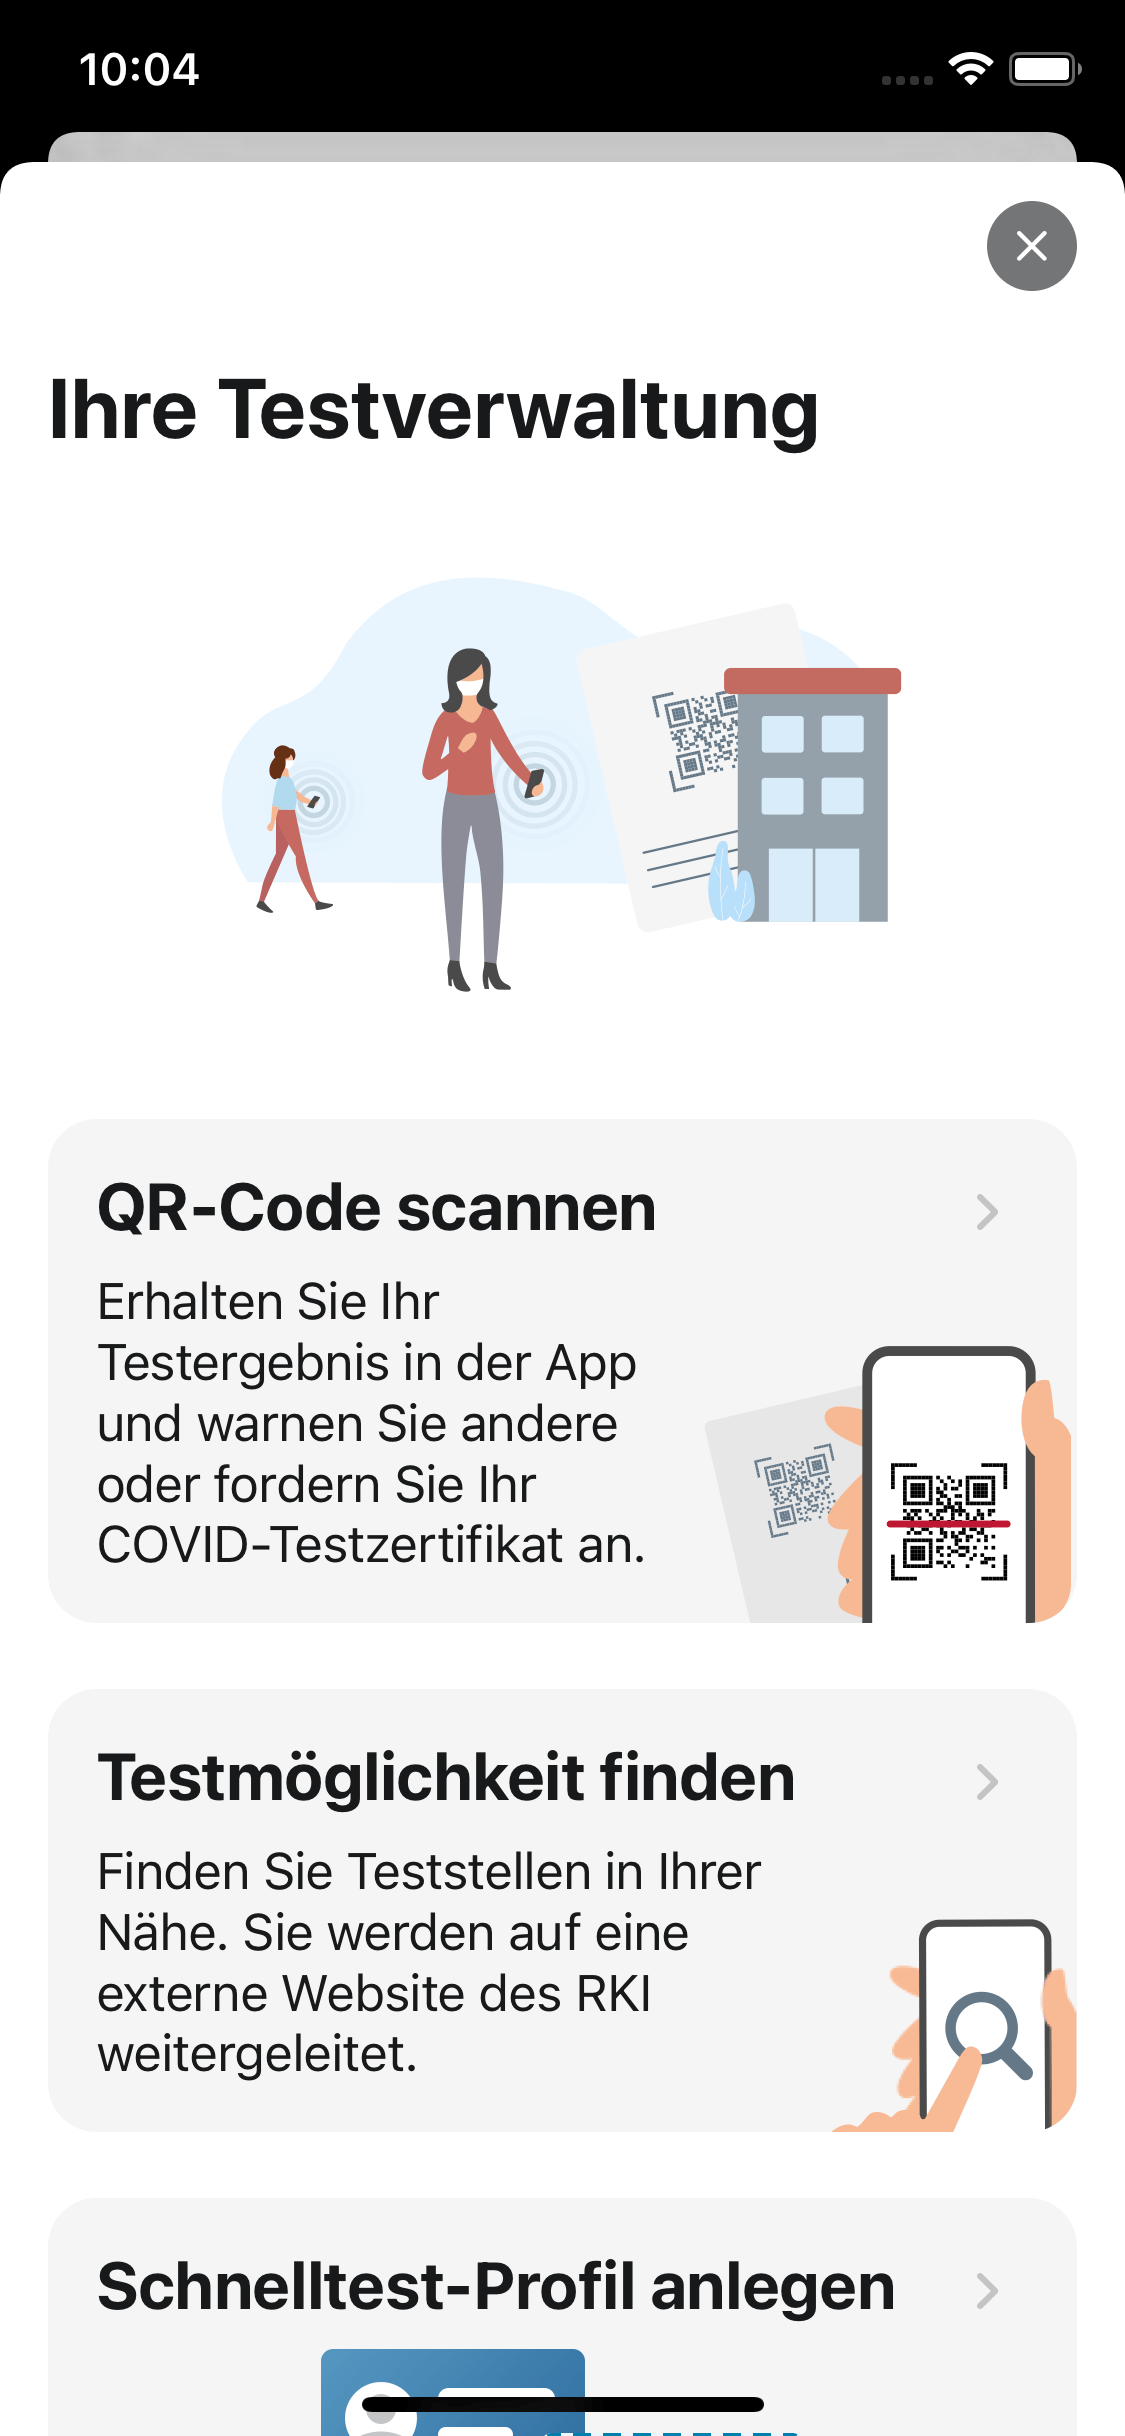 10:04
Ihre Testverwaltung
QR-Code scannen
Erhalten Sie Ihr
Testergebnis in der App
und warnen Sie andere
oder fordern Sie Ihr
COVID-Testzertifikat an.
Testmöglichkeit finden
Finden Sie Teststellen in Ihrer
Nähe. Sie werden auf eine
externe Website des RKI
weitergeleitet.
Schnelltest-Profil anlegen